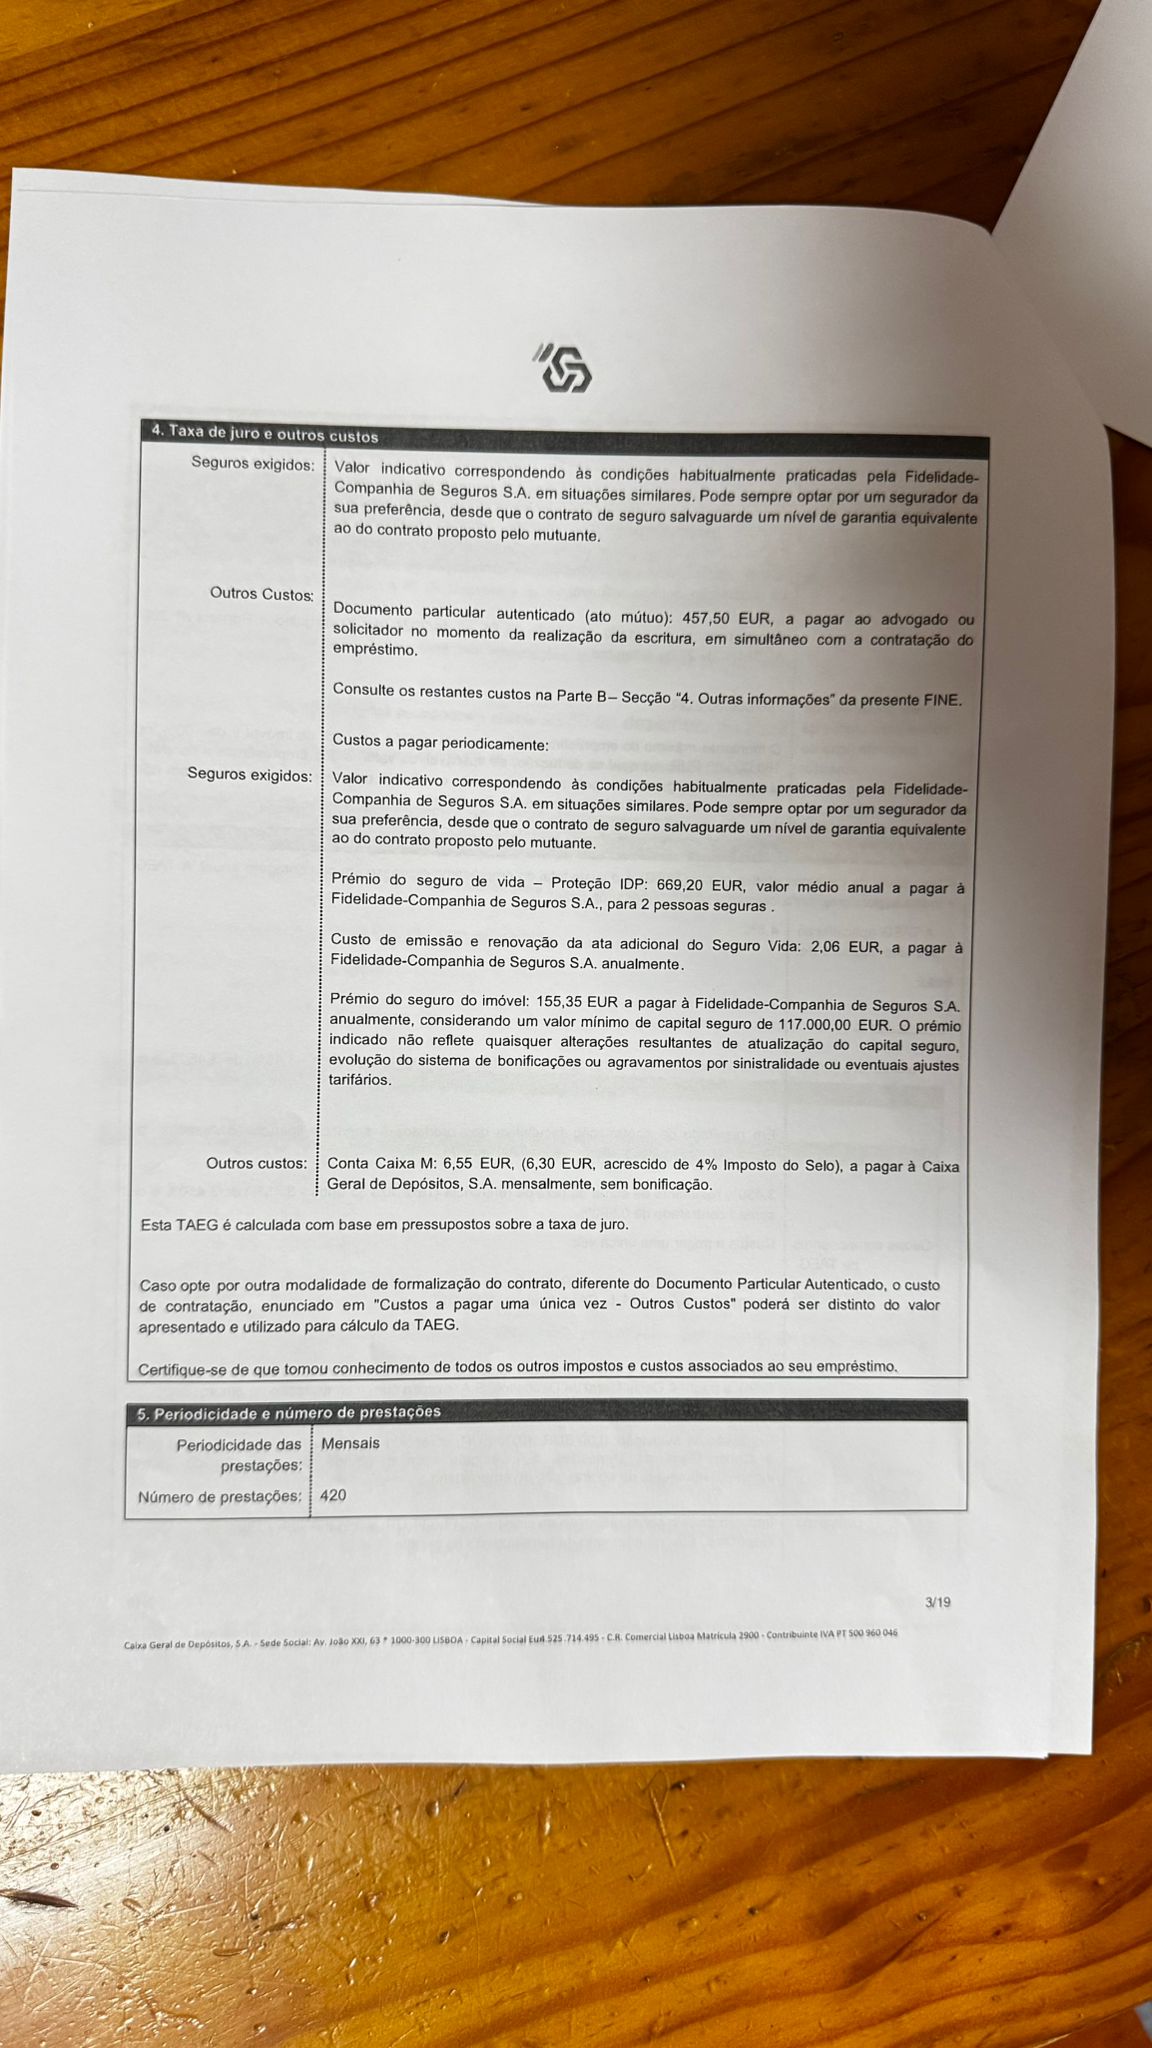 4. Taxa de juro e outros custos
Seguros exigidos:
Valor indicativo correspondendo às condições habitualmente praticadas pela Fidelidade-
Companhia de Seguros S.A. em situações similares. Pode sempre optar por um segurador da
sua preferência, desde que o contrato de seguro salvaguarde um nível de garantia equivalente
ao do contrato proposto pelo mutuante.
Outros Custos:
Documento particular autenticado (ato mútuo): 457,50 EUR, a pagar ao advogado ou
solicitador no momento da realização da escritura, em simultâneo com a contratação do
empréstimo.
Consulte os restantes custos na Parte B– Secção “4. Outras informações” da presente FINE.
Custos a pagar periodicamente:
Seguros exigidos:
Valor indicativo correspondendo às condições habitualmente praticadas pela Fidelidade-
Companhia de Seguros S.A. em situações similares. Pode sempre optar por um segurador da
sua preferência, desde que o contrato de seguro salvaguarde um nível de garantia equivalente
ao do contrato proposto pelo mutuante.
Prémio do seguro de vida – Proteção IDP: 669,20 EUR, valor médio anual a pagar à
Fidelidade-Companhia de Seguros S.A., para 2 pessoas seguras .
Custo de emissão e renovação da ata adicional do Seguro Vida: 2,06 EUR, a pagar à
Fidelidade-Companhia de Seguros S.A. anualmente.
Prémio do seguro do imóvel: 155,35 EUR a pagar à Fidelidade-Companhia de Seguros S.A.
anualmente, considerando um valor mínimo de capital seguro de 117.000,00 EUR. O prémio
indicado não reflete quaisquer alterações resultantes de atualização do capital seguro,
evolução do sistema de bonificações ou agravamentos por sinistralidade ou eventuais ajustes
tarifários.
Outros custos:
Conta Caixa M: 6,55 EUR, (6,30 EUR, acrescido de 4% Imposto do Selo), a pagar à Caixa
Geral de Depósitos, S.A. mensalmente, sem bonificação.
Esta TAEG é calculada com base em pressupostos sobre a taxa de juro.
Caso opte por outra modalidade de formalização do contrato, diferente do Documento Particular Autenticado, o custo
de contratação, enunciado em "Custos a pagar uma única vez - Outros Custos" poderá ser distinto do valor
apresentado e utilizado para cálculo da TAEG.
Certifique-se de que tomou conhecimento de todos os outros impostos e custos associados ao seu empréstimo.
5. Periodicidade e número de prestações
Periodicidade das
prestações:
Mensais
Número de prestações:
420
3/19
Caixa Geral de Depósitos, S.A. - Sede Social: Av. João XXI, 63 * 1000-300 LISBOA - Capital Social Eur4.525.714.495 - C.R. Comercial Lisboa Matrícula 2900 - Contribuinte IVA PT 500 960 046